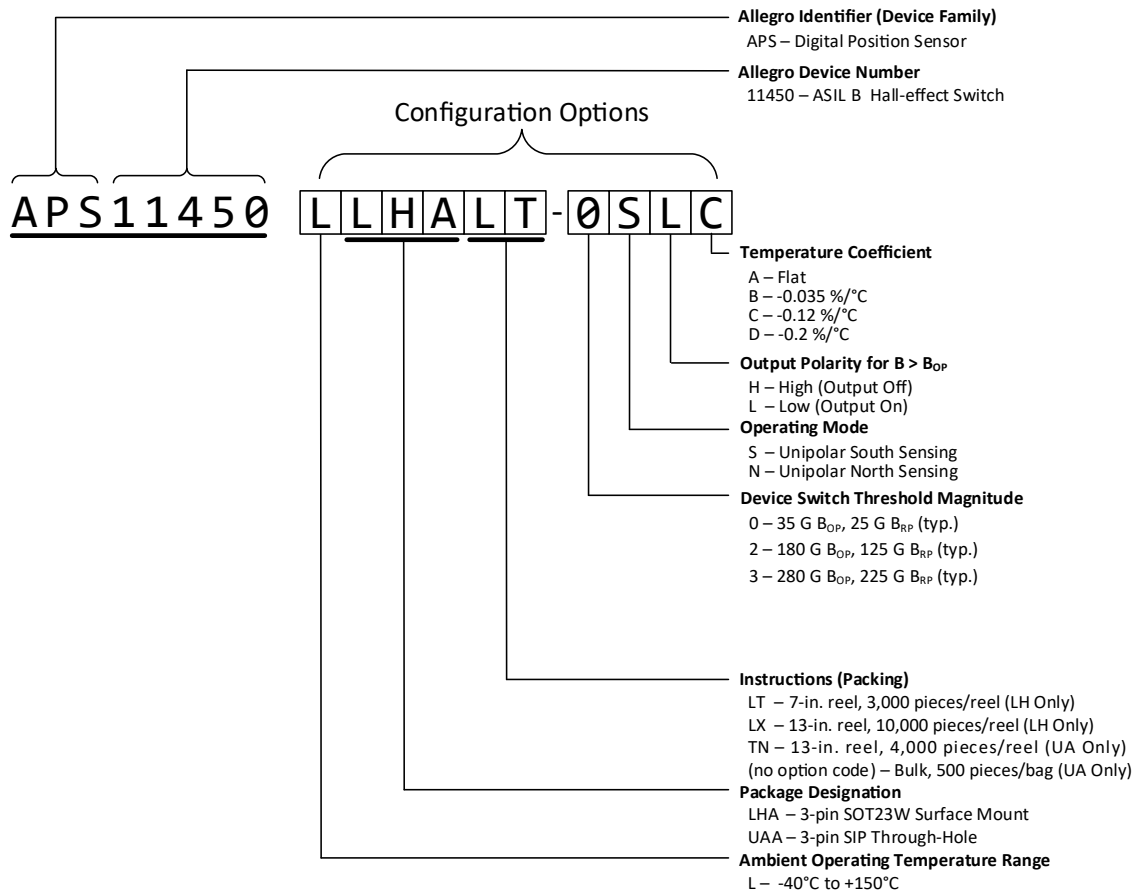 Allegro Identifier (Device Family)
APS – Digital Position Sensor
Allegro Device Number
11450 – ASIL B Hall-effect Switch
Configuration Options
APS11450 LLHALT-0SLC
Temperature Coefficient
A – Flat
B – -0.035 %/°C
C – -0.12 %/°C
D – -0.2 %/°C
Output Polarity for B > BOP
H – High (Output Off)
L – Low (Output On)
Operating Mode
S – Unipolar South Sensing
N – Unipolar North Sensing
Device Switch Threshold Magnitude
0 – 35 G BOP, 25 G BRP (typ.)
2 – 180 G BOP, 125 G BRP (typ.)
3 – 280 G BOP, 225 G BRP (typ.)
Instructions (Packing)
LT – 7-in. reel, 3,000 pieces/reel (LH Only)
LX – 13-in. reel, 10,000 pieces/reel (LH Only)
TN – 13-in. reel, 4,000 pieces/reel (UA Only)
(no option code) – Bulk, 500 pieces/bag (UA Only)
Package Designation
LHA – 3-pin SOT23W Surface Mount
UAA – 3-pin SIP Through-Hole
Ambient Operating Temperature Range
L – -40°C to +150°C